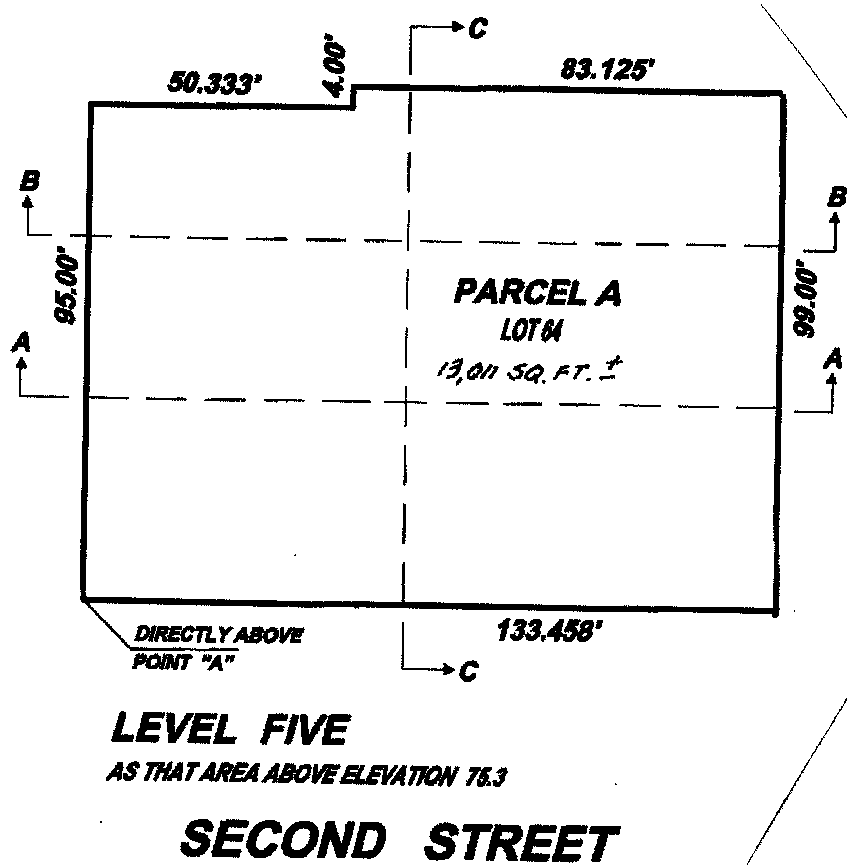 C
50.333'
4.00'
83.125'
B
B
95.00'
99.00'
PARCEL A
LOT 64
13,011 SQ. FT. ±
A
A
DIRECTLY ABOVE
POINT "A"
133.458'
C
LEVEL FIVE
AS THAT AREA ABOVE ELEVATION 75.3
SECOND STREET